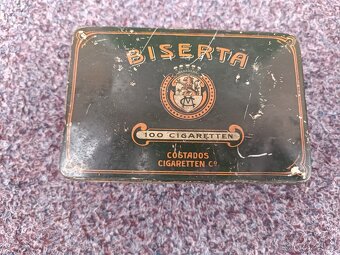 BISERTA
100 CIGARETTEN
COSTADOS
CIGARETTEN Co.